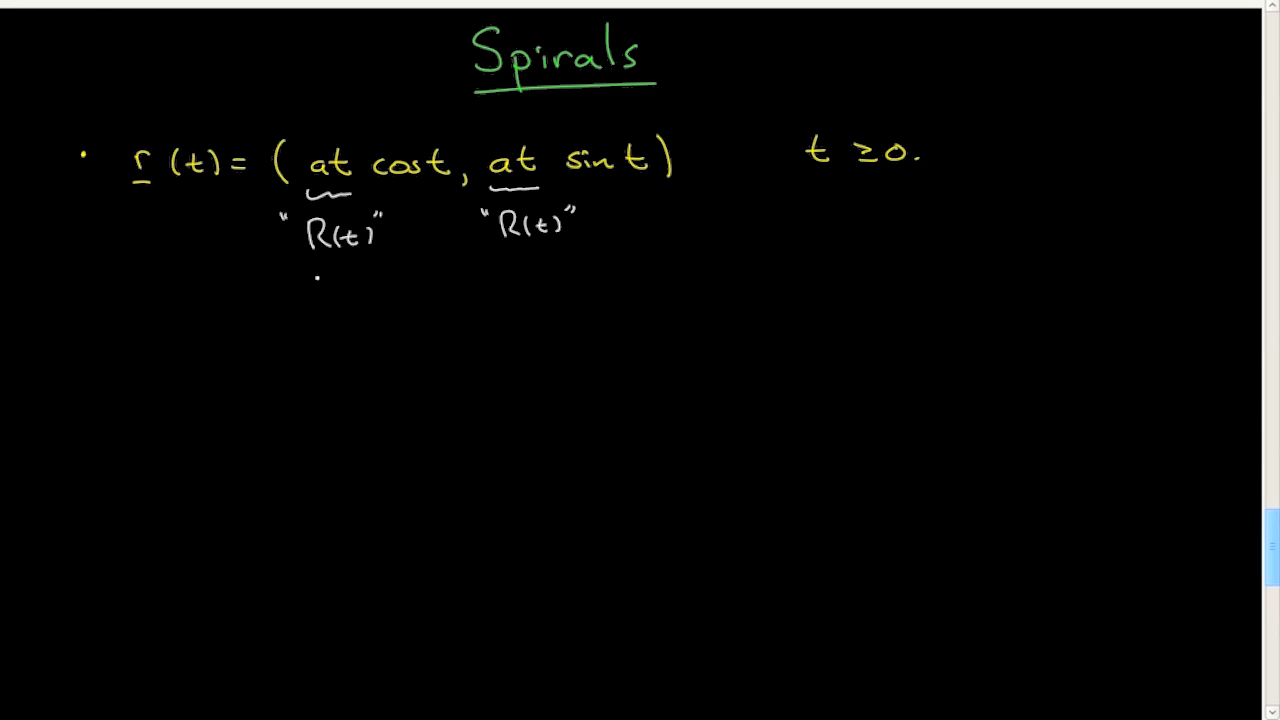 Spirals
· r(t) = ( at cost, at sin t ) t ≥ 0.
"R(t)" "R(t)"